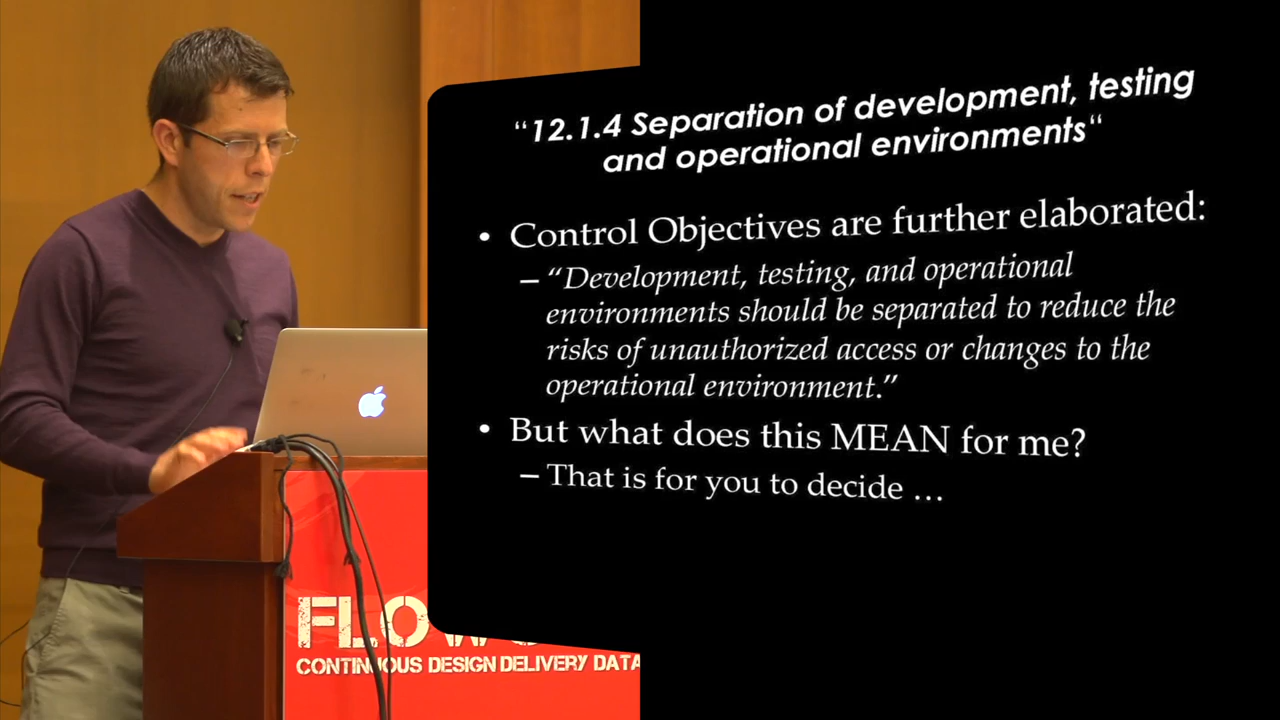 “12.1.4 Separation of development, testing
and operational environments“
• Control Objectives are further elaborated:
– “Development, testing, and operational
environments should be separated to reduce the
risks of unauthorized access or changes to the
operational environment.”
• But what does this MEAN for me?
– That is for you to decide …
CONTINUOUS DESIGN DELIVERY DATA